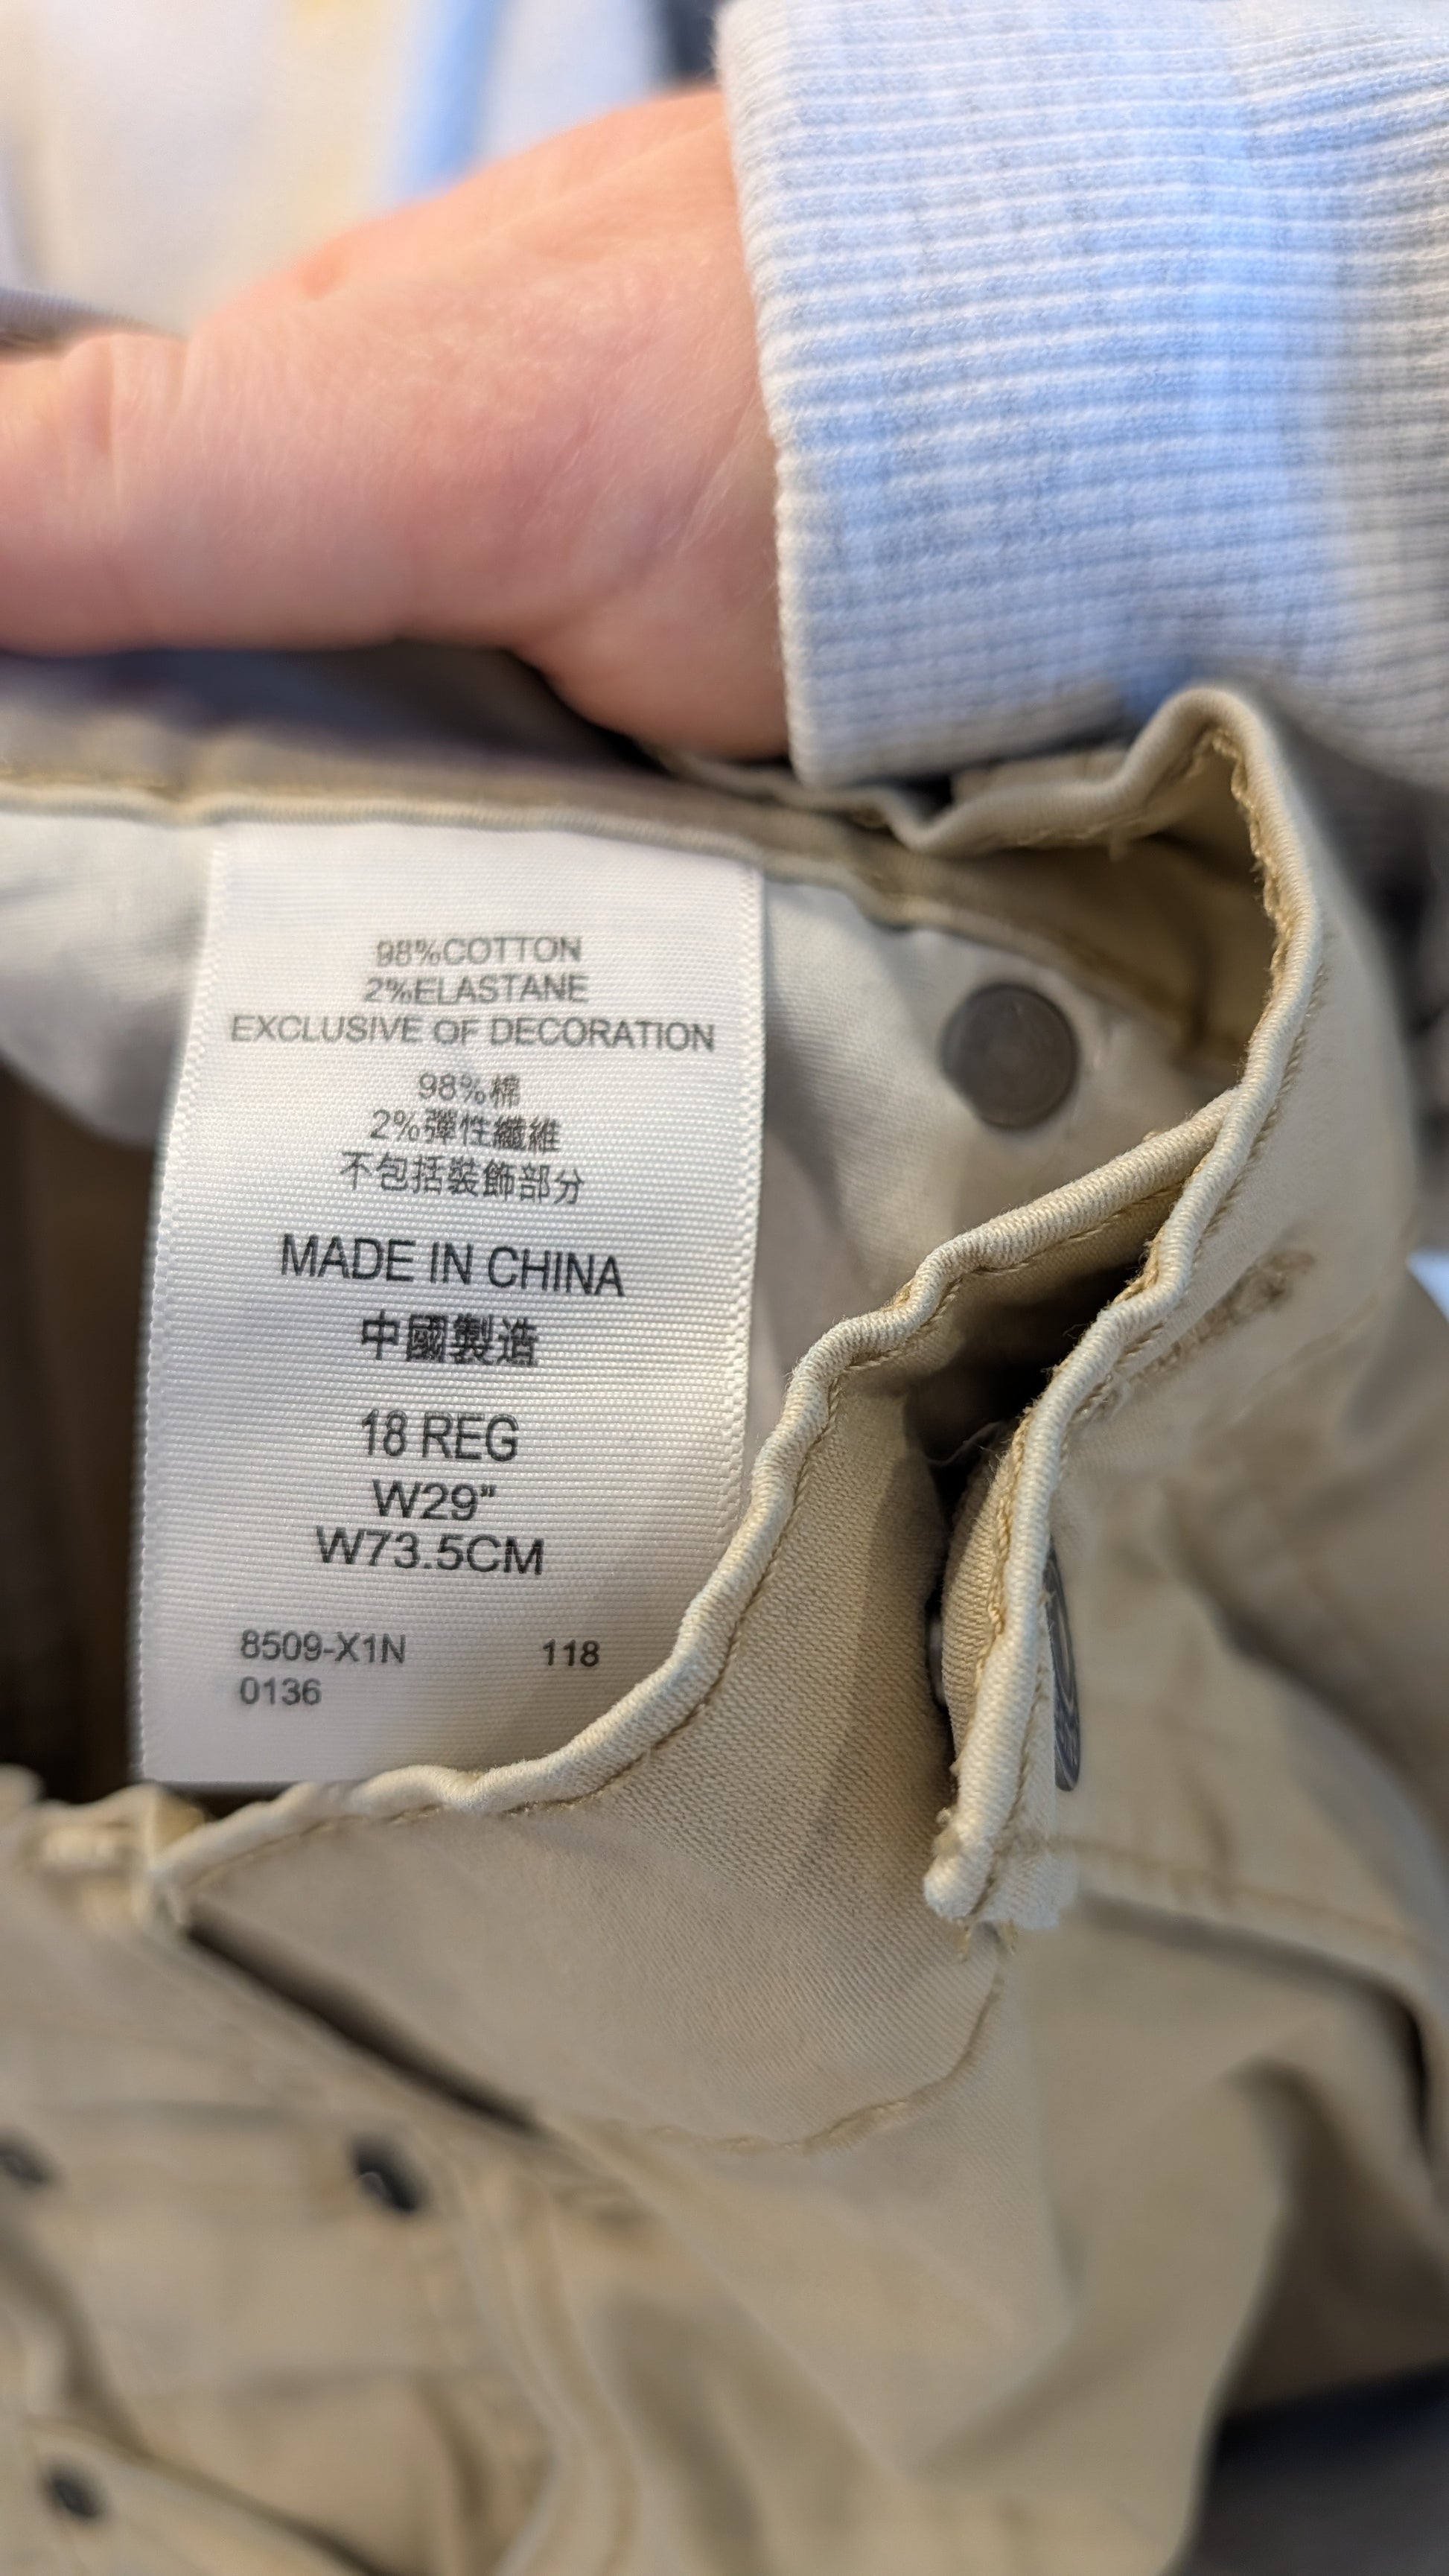 98%COTTON
2%ELASTANE
EXCLUSIVE OF DECORATION
98%棉
2%彈性纖維
不包括裝飾部分
MADE IN CHINA
中國製造
18 REG
W29"
W73.5CM
8509-X1N 118
0136